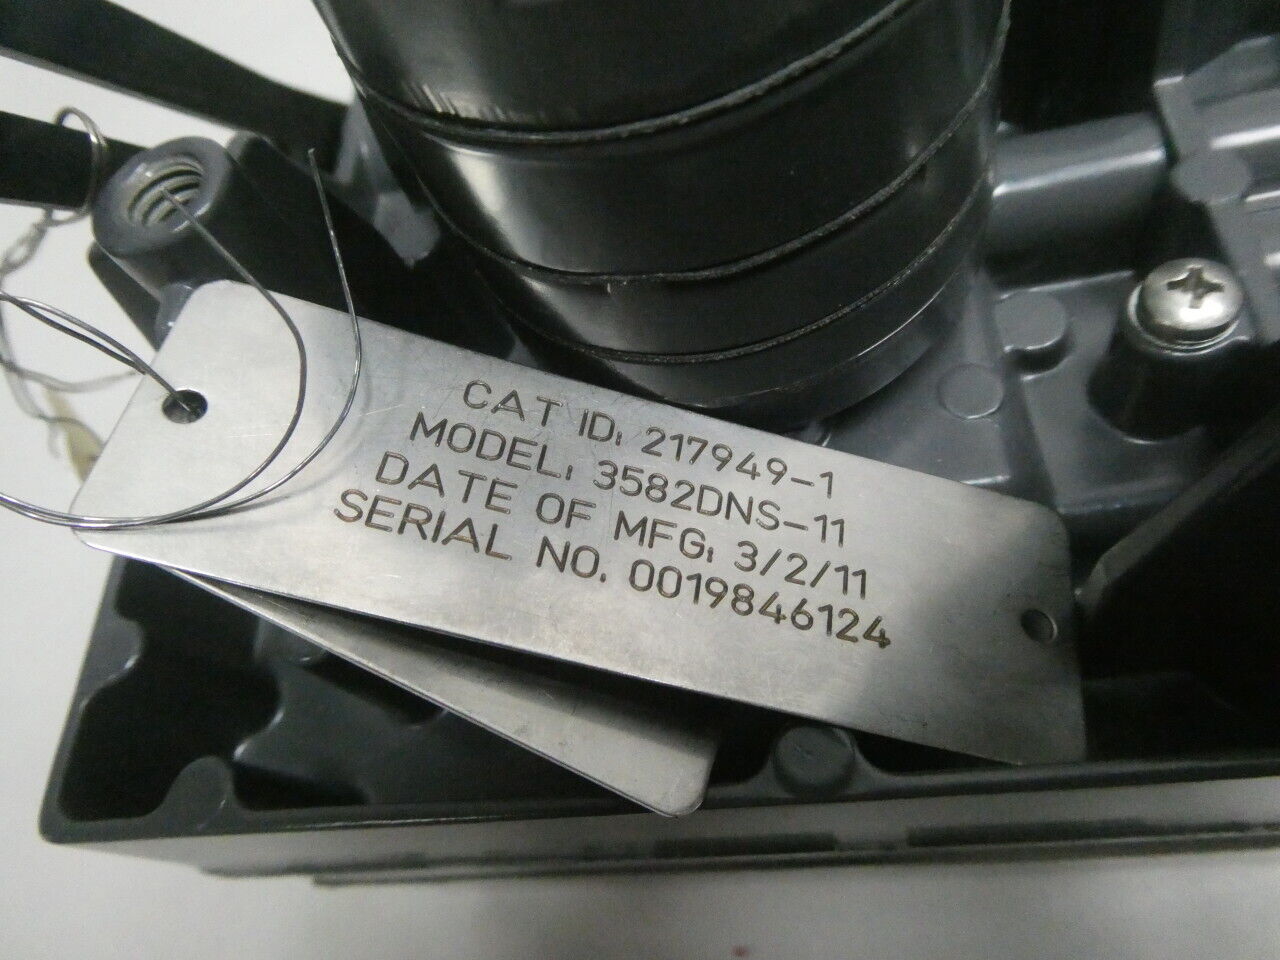 CAT ID: 217949-1
MODEL: 3582DNS-11
DATE OF MFG: 3/2/11
SERIAL NO. 0019846124